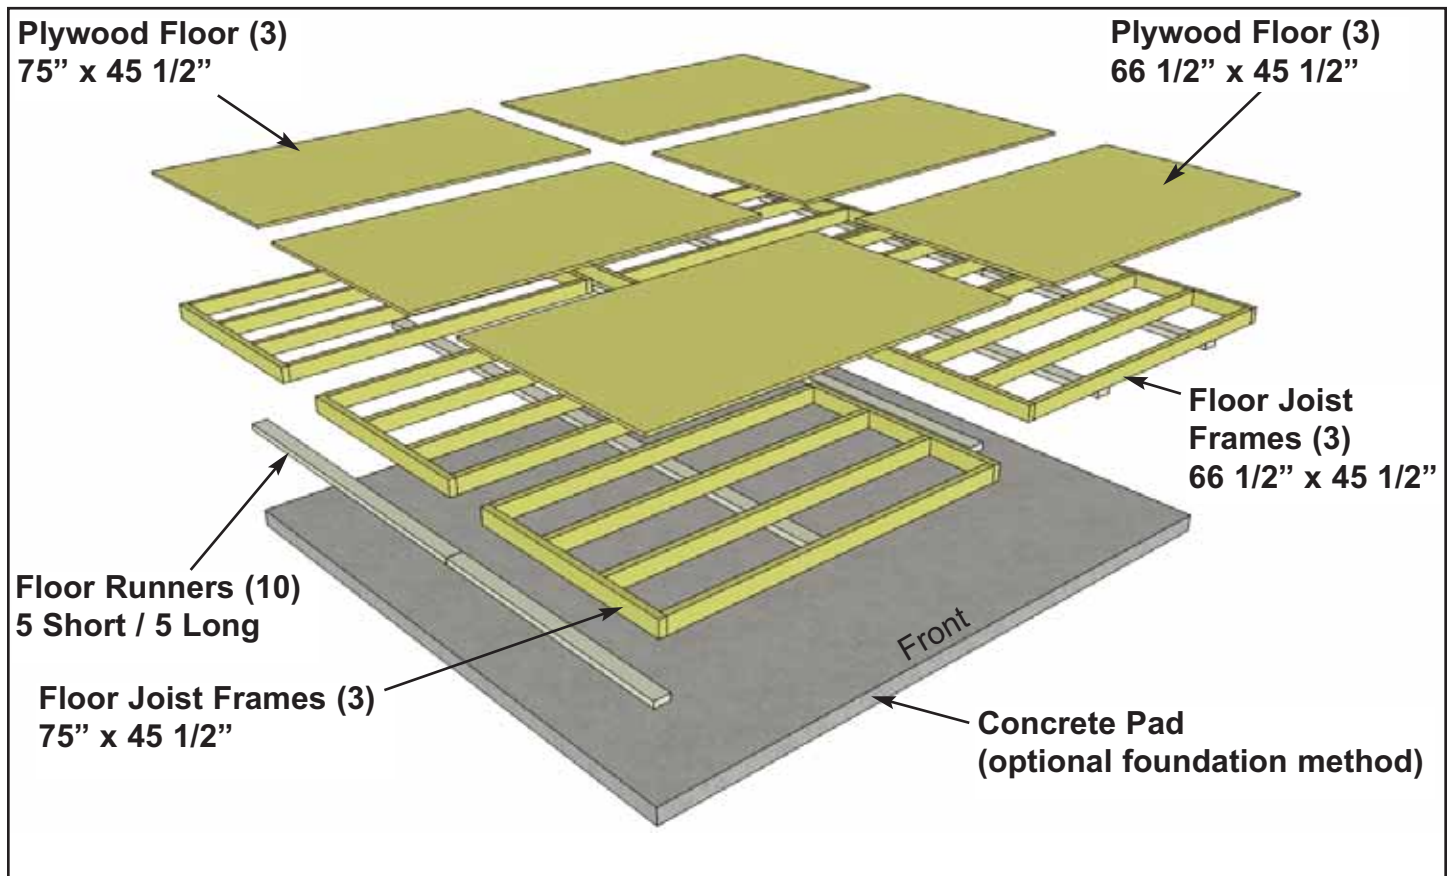 Plywood Floor (3)
75” x 45 1/2”
Plywood Floor (3)
66 1/2” x 45 1/2”
Floor Joist
Frames (3)
66 1/2” x 45 1/2”
Floor Runners (10)
5 Short / 5 Long
Front
Floor Joist Frames (3)
75” x 45 1/2”
Concrete Pad
(optional foundation method)